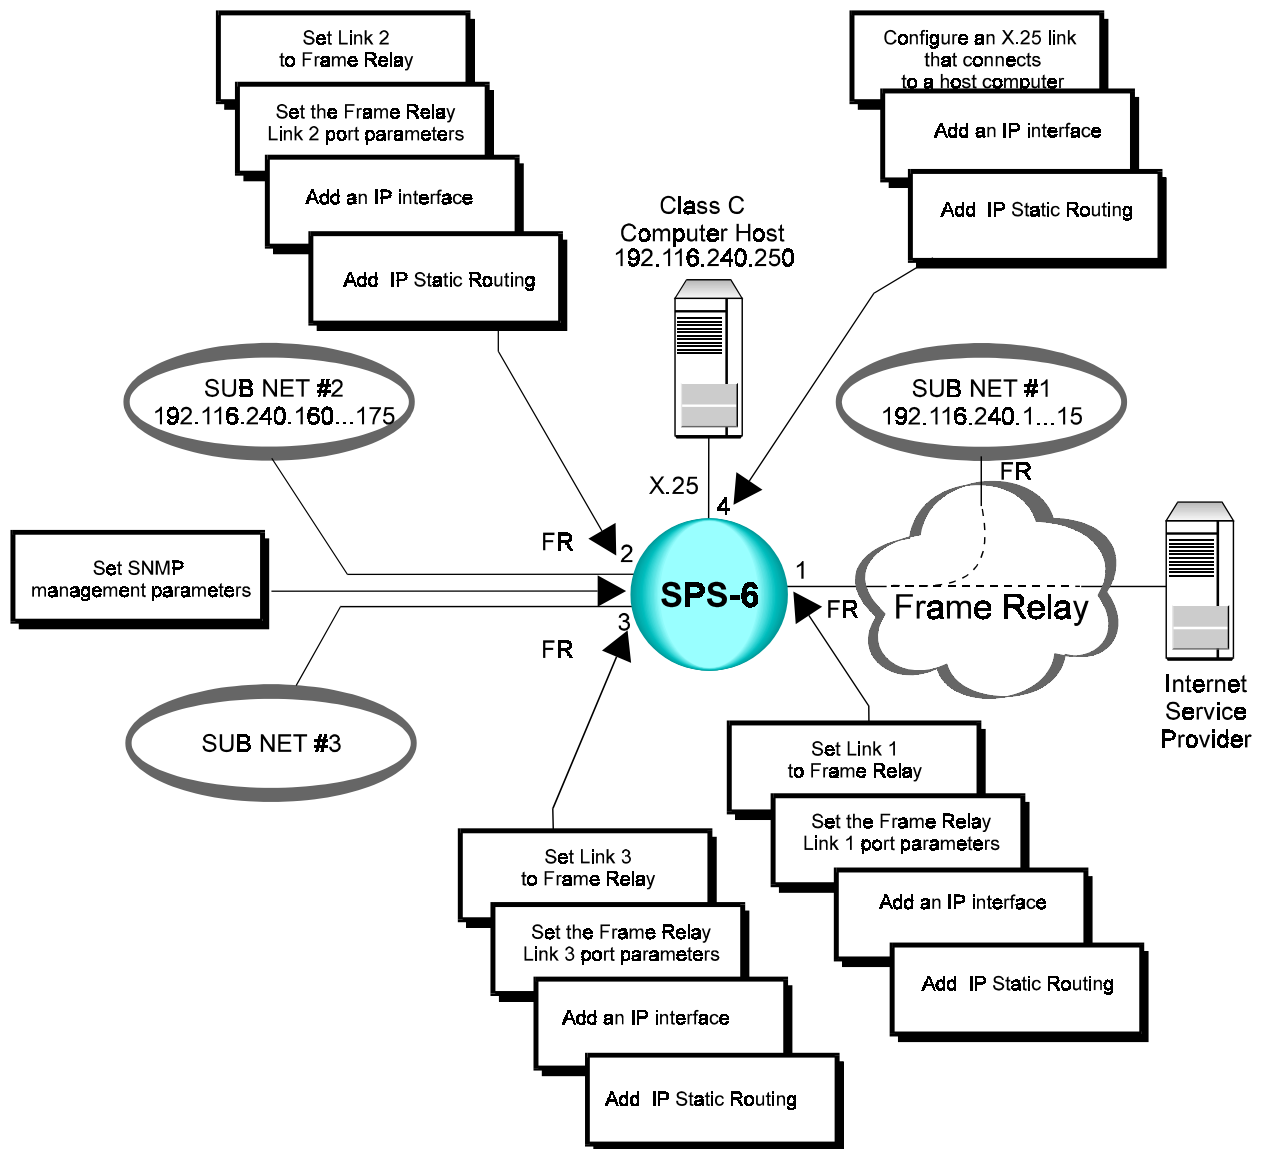 Set Link 2
to Frame Relay
Set the Frame Relay
Link 2 port parameters
Add an IP interface
Add IP Static Routing
Configure an X.25 link
that connects
to a host computer
Add an IP interface
Add IP Static Routing
Class C
Computer Host
192.116.240.250
SUB NET #2
192.116.240.160...175
SUB NET #1
192.116.240.1...15
FR
X.25
4
FR
2
Set SNMP
management parameters
SPS-6
1
FR
Frame Relay
3
FR
Internet
Service
Provider
SUB NET #3
Set Link 1
to Frame Relay
Set the Frame Relay
Link 1 port parameters
Add an IP interface
Add IP Static Routing
Set Link 3
to Frame Relay
Set the Frame Relay
Link 3 port parameters
Add an IP interface
Add IP Static Routing